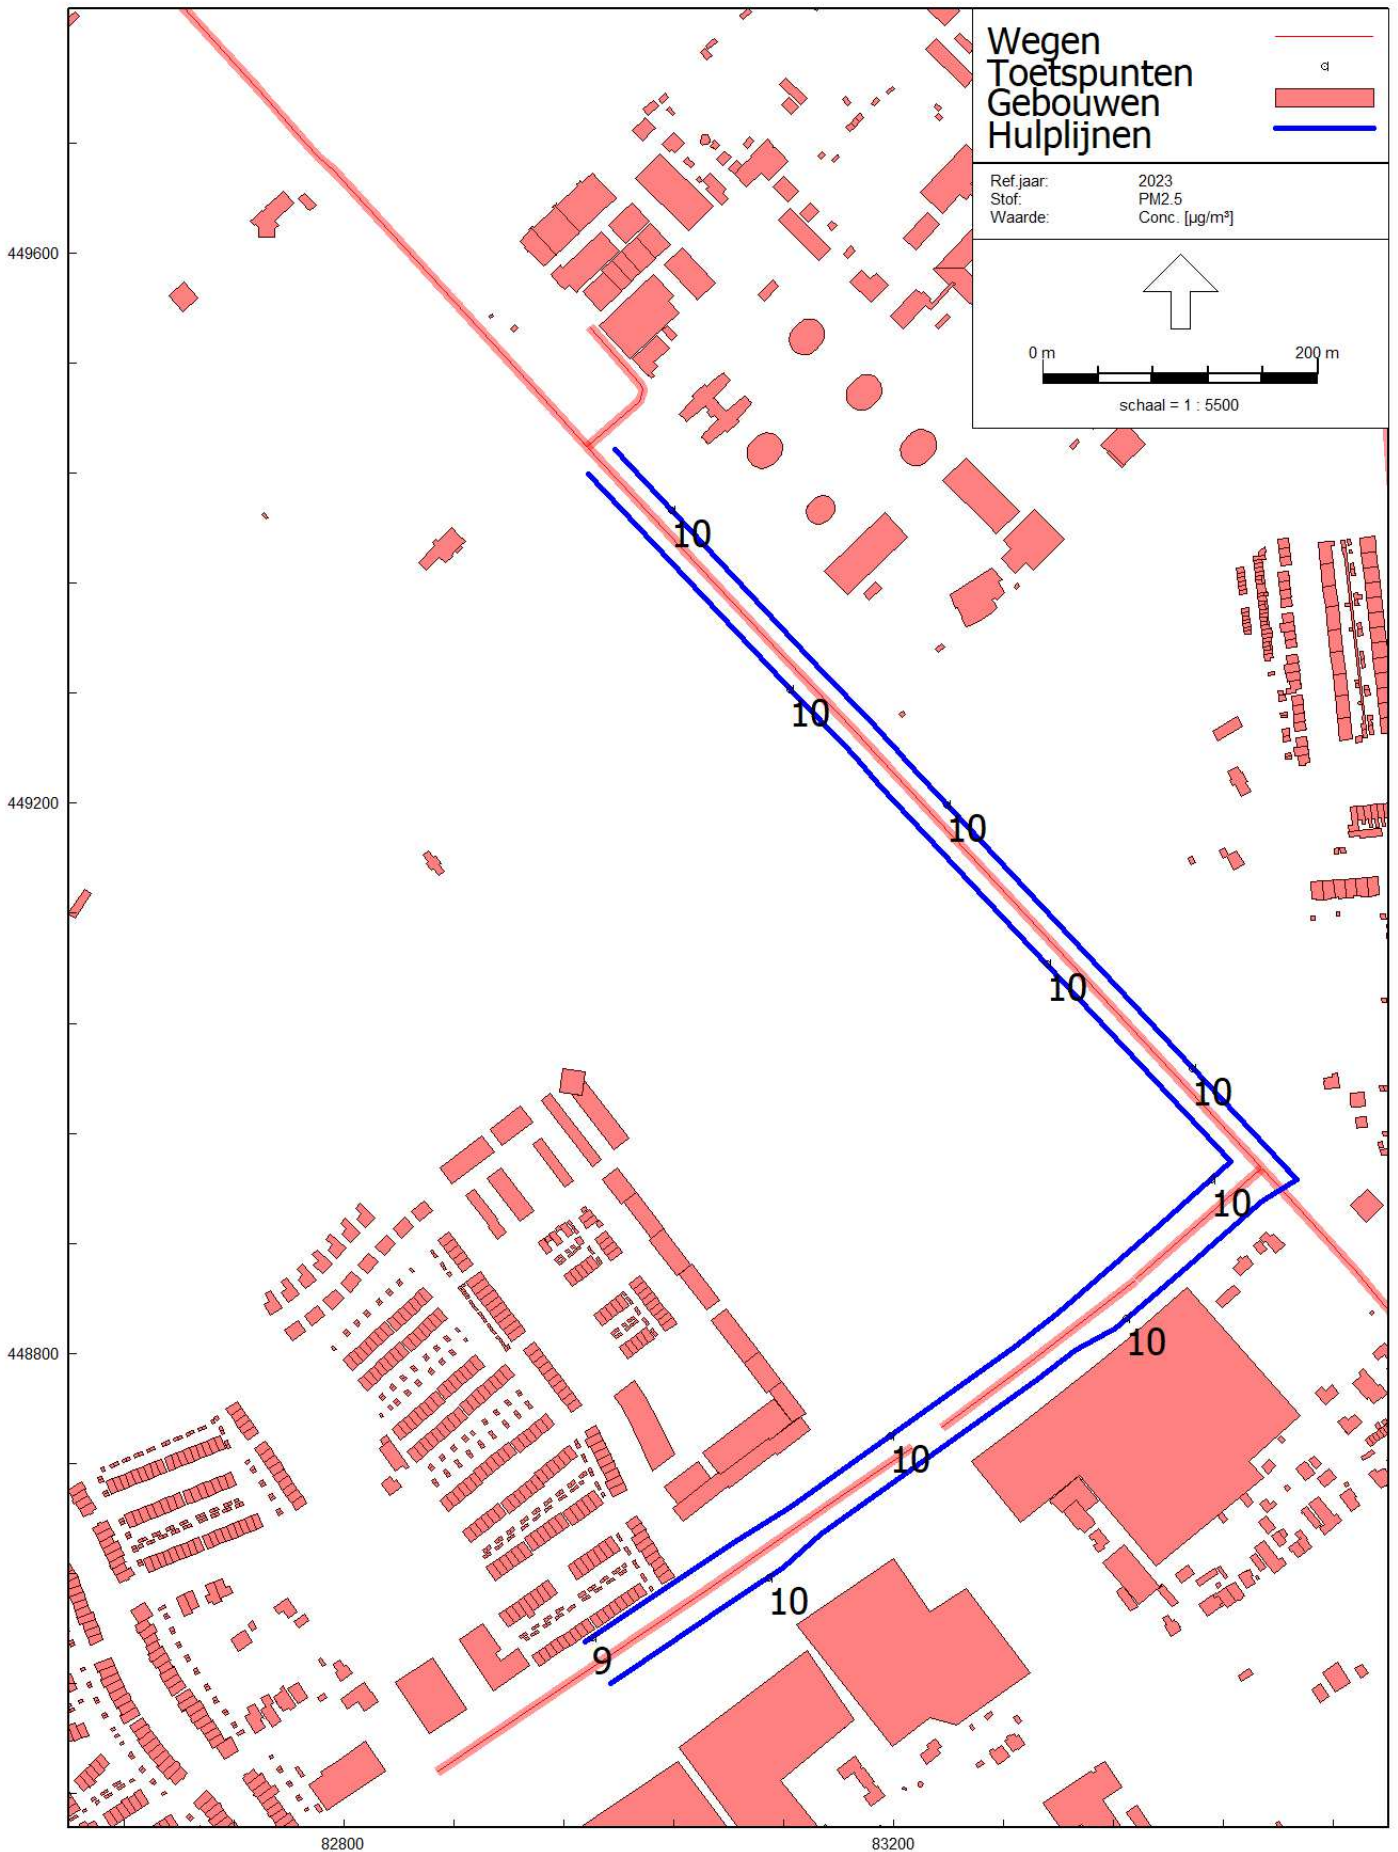 Wegen
Toetspunten
Gebouwen
Hulplijnen
Ref.jaar: 2023
Stof: PM2.5
Waarde: Conc. [µg/m³]
0 m 200 m
schaal = 1 : 5500
449600
10
10
449200
10
10
10
10
10
448800
10
10
9
82800 83200